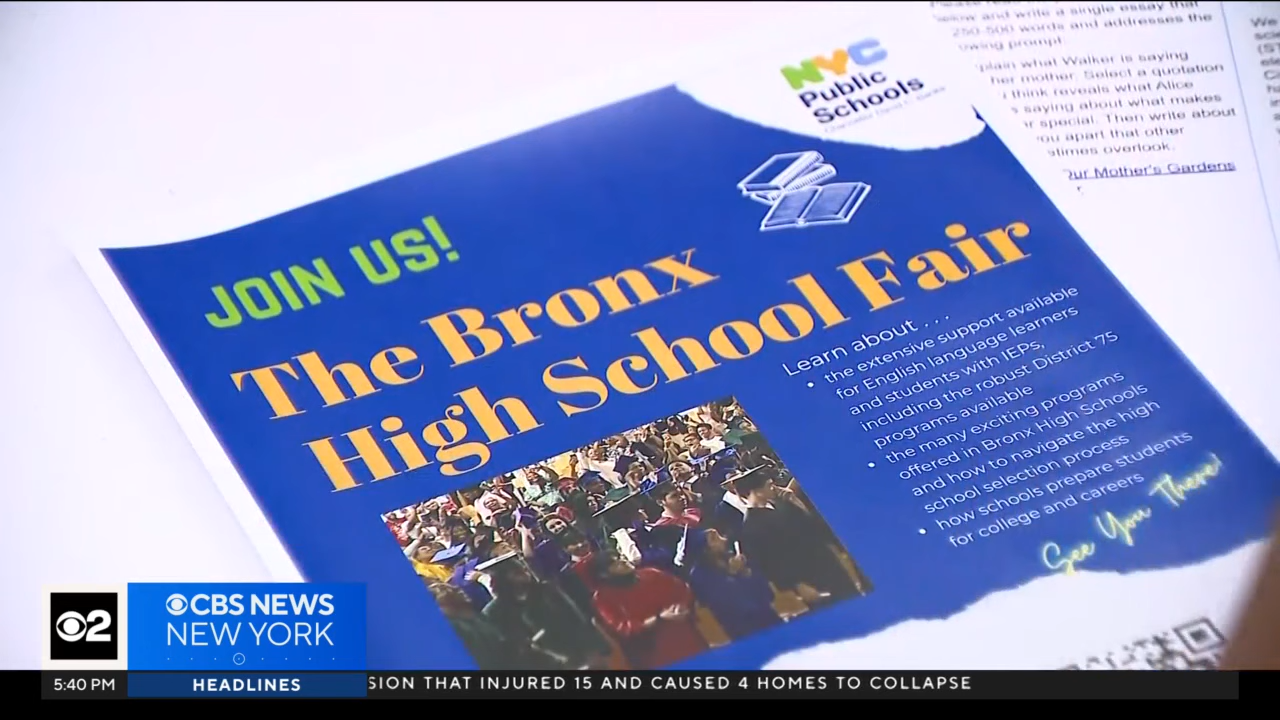 NYC
Public
Schools
Chancellor David C. Banks
JOIN US!
The Bronx
High School Fair
Learn about . . .
• the extensive support available
for English language learners
and students with IEPs,
including the robust District 75
programs available
• the many exciting programs
offered in Bronx High Schools
and how to navigate the high
school selection process
• how schools prepare students
for college and careers
See You There!
below and write a single essay that
250-500 words and addresses the
owing prompt:
plain what Walker is saying
her mother. Select a quotation
think reveals what Alice
saying about what makes
special. Then write about
you apart that other
etimes overlook.
Our Mother's Gardens
We
2
CBS NEWS
NEW YORK
5:40 PM
HEADLINES
SION THAT INJURED 15 AND CAUSED 4 HOMES TO COLLAPSE